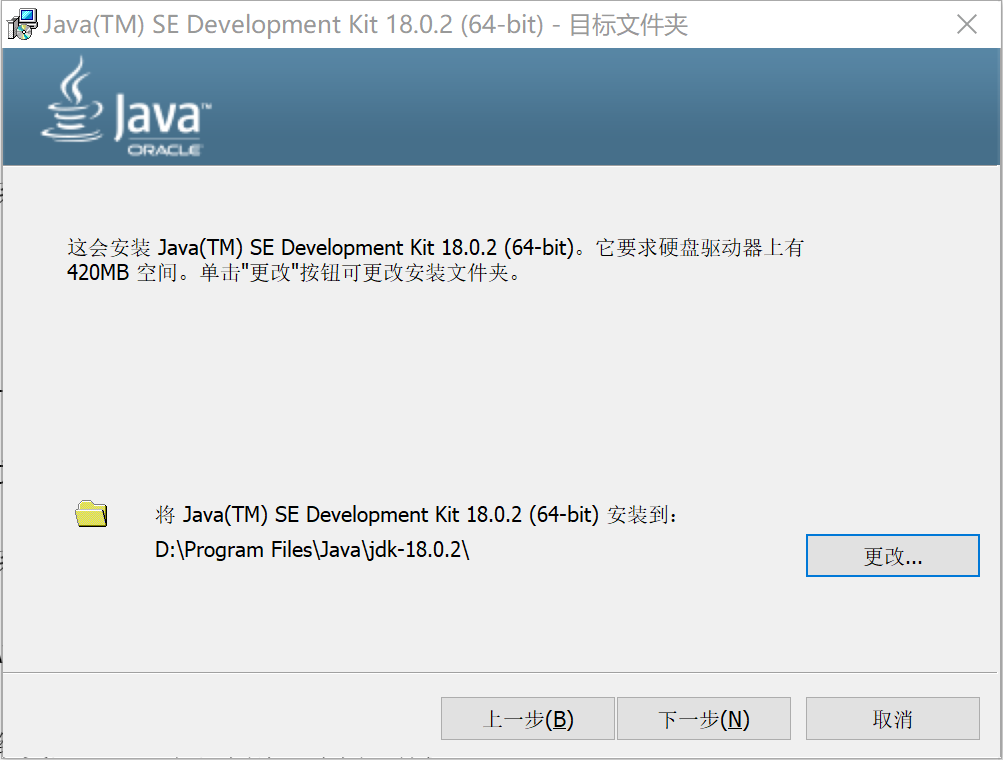 Java(TM) SE Development Kit 18.0.2 (64-bit) - 目标文件夹
Java™
ORACLE
这会安装 Java(TM) SE Development Kit 18.0.2 (64-bit)。它要求硬盘驱动器上有
420MB 空间。单击"更改"按钮可更改安装文件夹。
将 Java(TM) SE Development Kit 18.0.2 (64-bit) 安装到:
D:\Program Files\Java\jdk-18.0.2\
更改...
上一步(B)
下一步(N)
取消